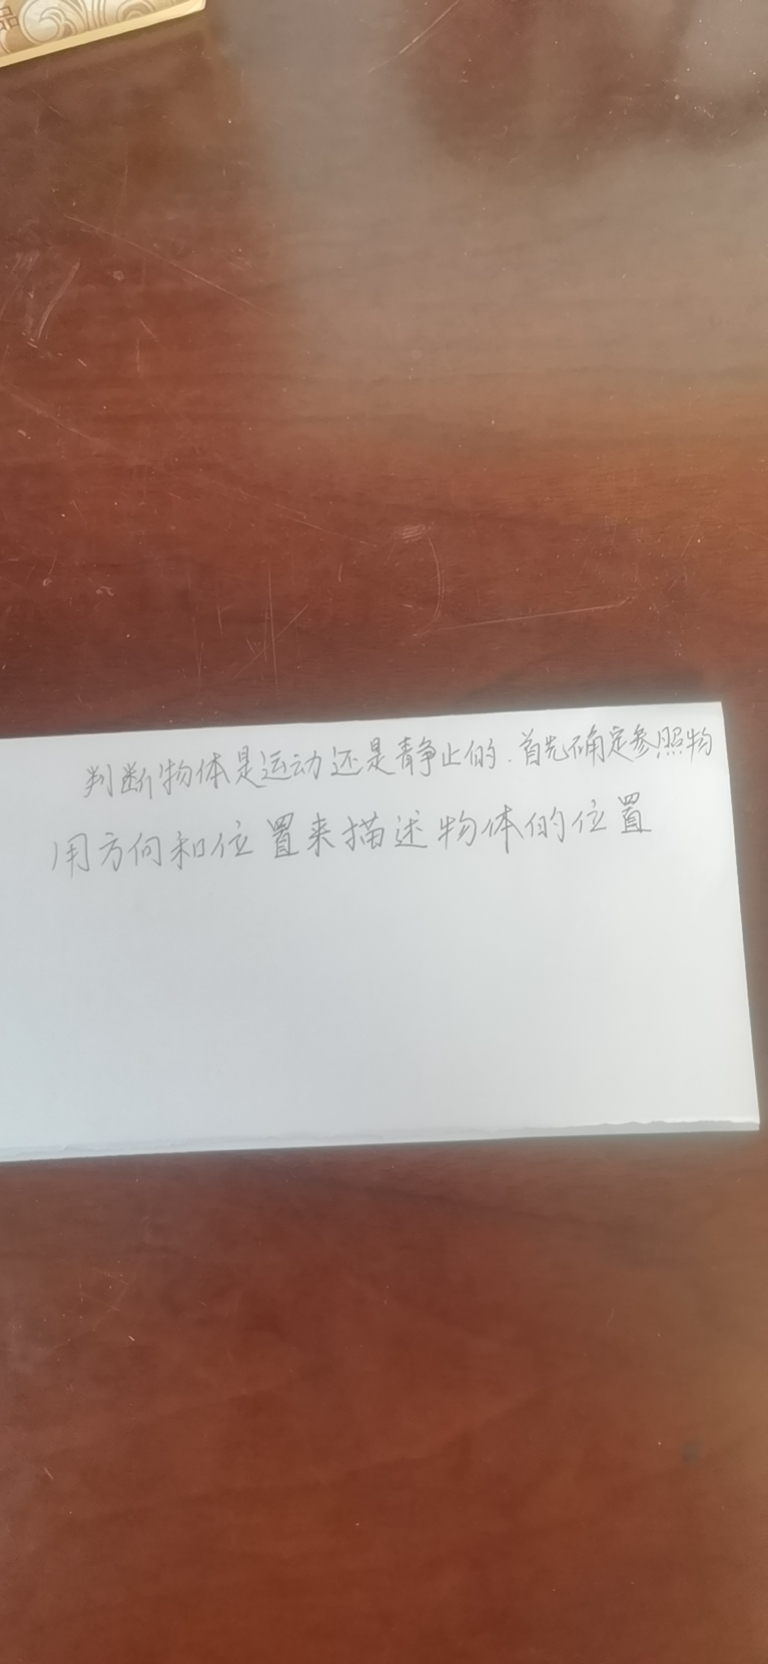 品
判断物体是运动还是静止的.首先确定参照物
用方向和位置来描述物体的位置